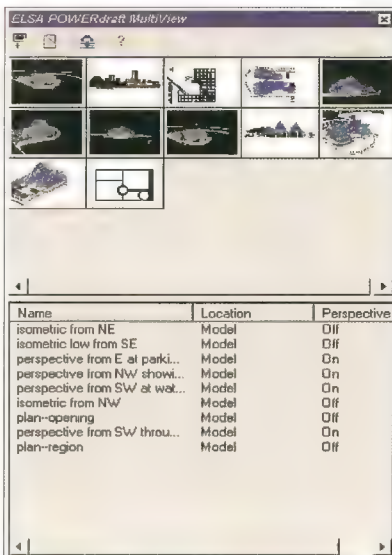 ELSA POWERdraft MultiView
?
Name Location Perspective
isometric from NE Model Off
isometric low from SE Model Off
perspective from E at parki... Model On
perspective from NW showi... Model On
perspective from SW at wat... Model On
isometric from NW Model Off
plan--opening Model Off
perspective from SW throu... Model On
plan--region Model Off